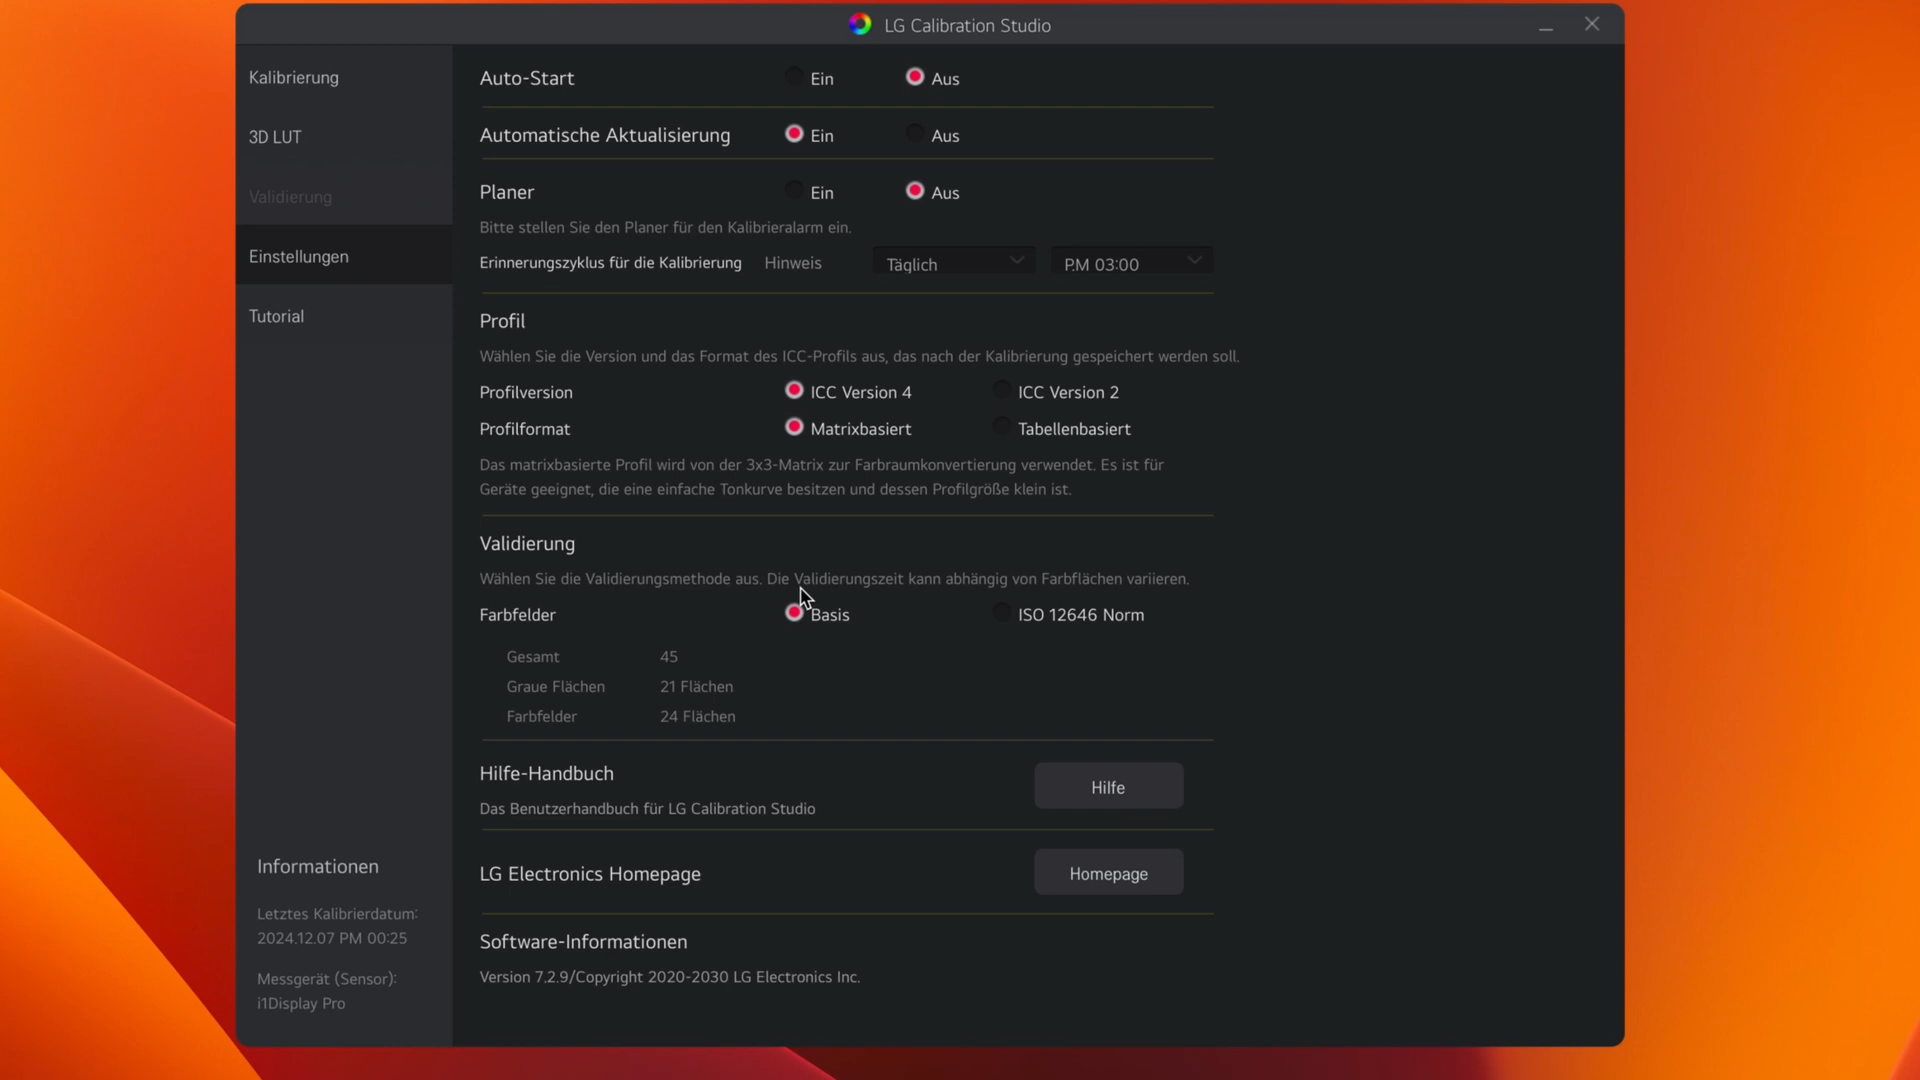 LG Calibration Studio
Kalibrierung
3D LUT
Validierung
Einstellungen
Tutorial
Auto-Start Ein Aus
Automatische Aktualisierung Ein Aus
Planer Ein Aus
Bitte stellen Sie den Planer für den Kalibrieralarm ein.
Erinnerungszyklus für die Kalibrierung Hinweis Täglich PM 03:00
Profil
Wählen Sie die Version und das Format des ICC-Profils aus, das nach der Kalibrierung gespeichert werden soll.
Profilversion ICC Version 4 ICC Version 2
Profilformat Matrixbasiert Tabellenbasiert
Das matrixbasierte Profil wird von der 3x3-Matrix zur Farbraumkonvertierung verwendet. Es ist für
Geräte geeignet, die eine einfache Tonkurve besitzen und dessen Profilgröße klein ist.
Validierung
Wählen Sie die Validierungsmethode aus. Die Validierungszeit kann abhängig von Farbflächen variieren.
Farbfelder Basis ISO 12646 Norm
Gesamt 45
Graue Flächen 21 Flächen
Farbfelder 24 Flächen
Hilfe-Handbuch
Das Benutzerhandbuch für LG Calibration Studio
Hilfe
LG Electronics Homepage Homepage
Software-Informationen
Version 7.2.9/Copyright 2020-2030 LG Electronics Inc.
Informationen
Letztes Kalibrierdatum:
2024.12.07 PM 00:25
Messgerät (Sensor):
i1Display Pro